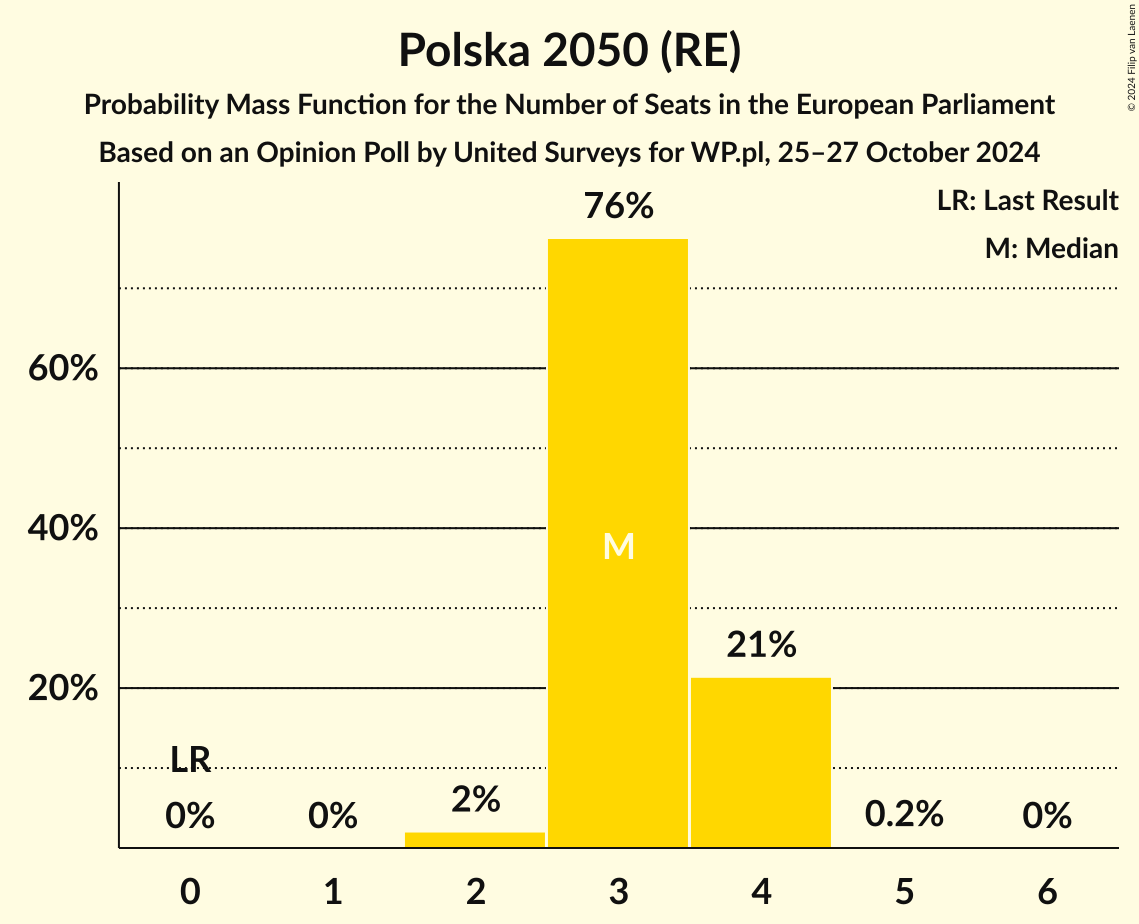 Polska 2050 (RE)
Probability Mass Function for the Number of Seats in the European Parliament
Based on an Opinion Poll by United Surveys for WP.pl, 25–27 October 2024
© 2024 Filip van Laenen
LR: Last Result
M: Median
76%
60%
40%
M
21%
20%
LR
0%
0%
2%
0.2%
0%
0
1
2
3
4
5
6